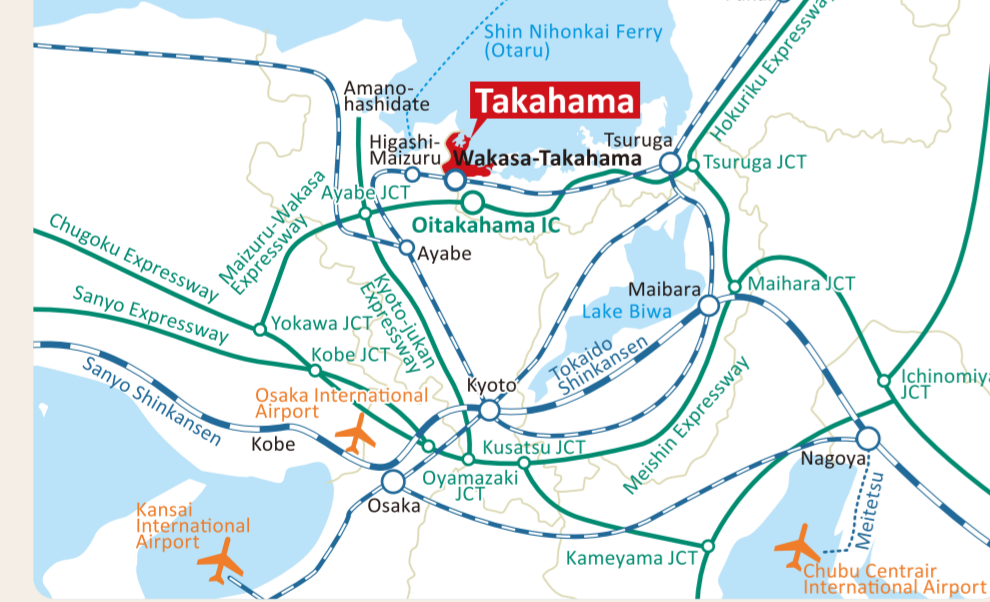 Shin Nihonkai Ferry
(Otaru)
Hokuriku Expressway
Amano-
hashidate
Takahama
Higashi-
Maizuru
Wakasa-Takahama
Tsuruga
Tsuruga JCT
Ayabe JCT
Oitakahama IC
Maizuru-Wakasa
Expressway
Ayabe
Chugoku Expressway
Kyoto-jukan
Expressway
Maibara
Maihara JCT
Lake Biwa
Sanyo Expressway
Yokawa JCT
Kobe JCT
Tokaido
Shinkansen
Kyoto
Ichinomiya
JCT
Sanyo Shinkansen
Osaka International
Airport
Kobe
Meishin Expressway
Kusatsu JCT
Oyamazaki
JCT
Nagoya
Osaka
Meitetsu
Kansai
International
Airport
Kameyama JCT
Chubu Centrair
International Airport